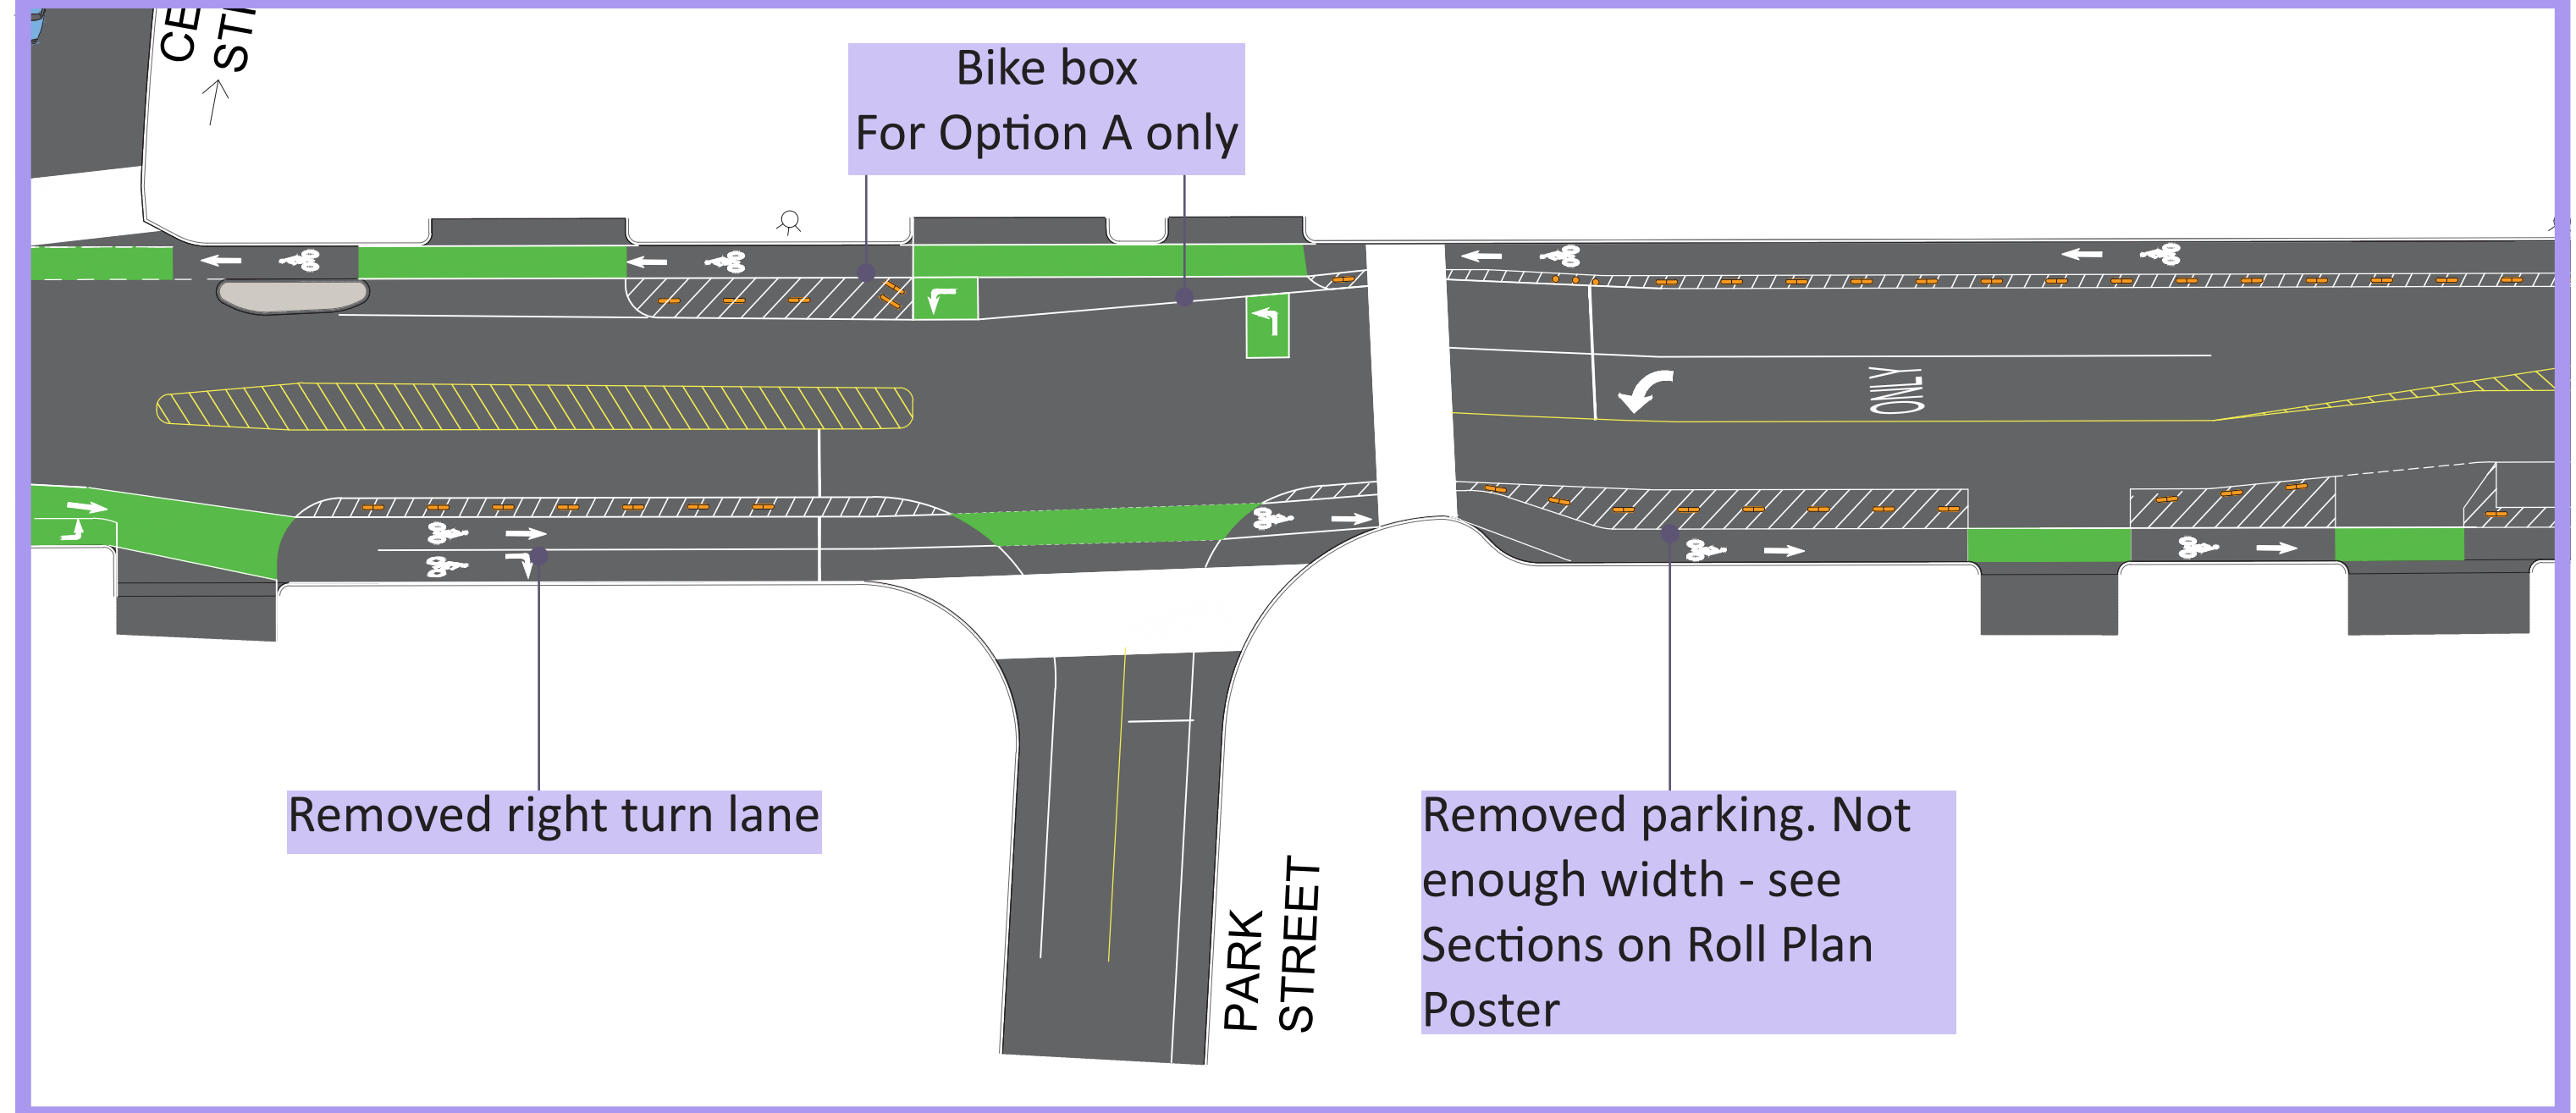 Bike box
For Option A only
ONLY
Removed right turn lane
Removed parking. Not
enough width - see
Sections on Roll Plan
Poster
PARK
STREET